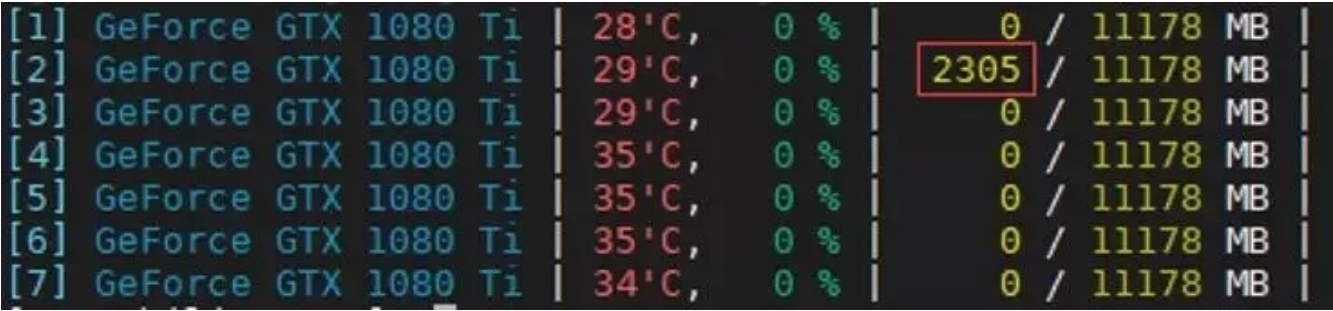 [1] GeForce GTX 1080 Ti | 28'C, 0 % | 0 / 11178 MB |
[2] GeForce GTX 1080 Ti | 29'C, 0 % | 2305 / 11178 MB |
[3] GeForce GTX 1080 Ti | 29'C, 0 % | 0 / 11178 MB |
[4] GeForce GTX 1080 Ti | 35'C, 0 % | 0 / 11178 MB |
[5] GeForce GTX 1080 Ti | 35'C, 0 % | 0 / 11178 MB |
[6] GeForce GTX 1080 Ti | 35'C, 0 % | 0 / 11178 MB |
[7] GeForce GTX 1080 Ti | 34'C, 0 % | 0 / 11178 MB |